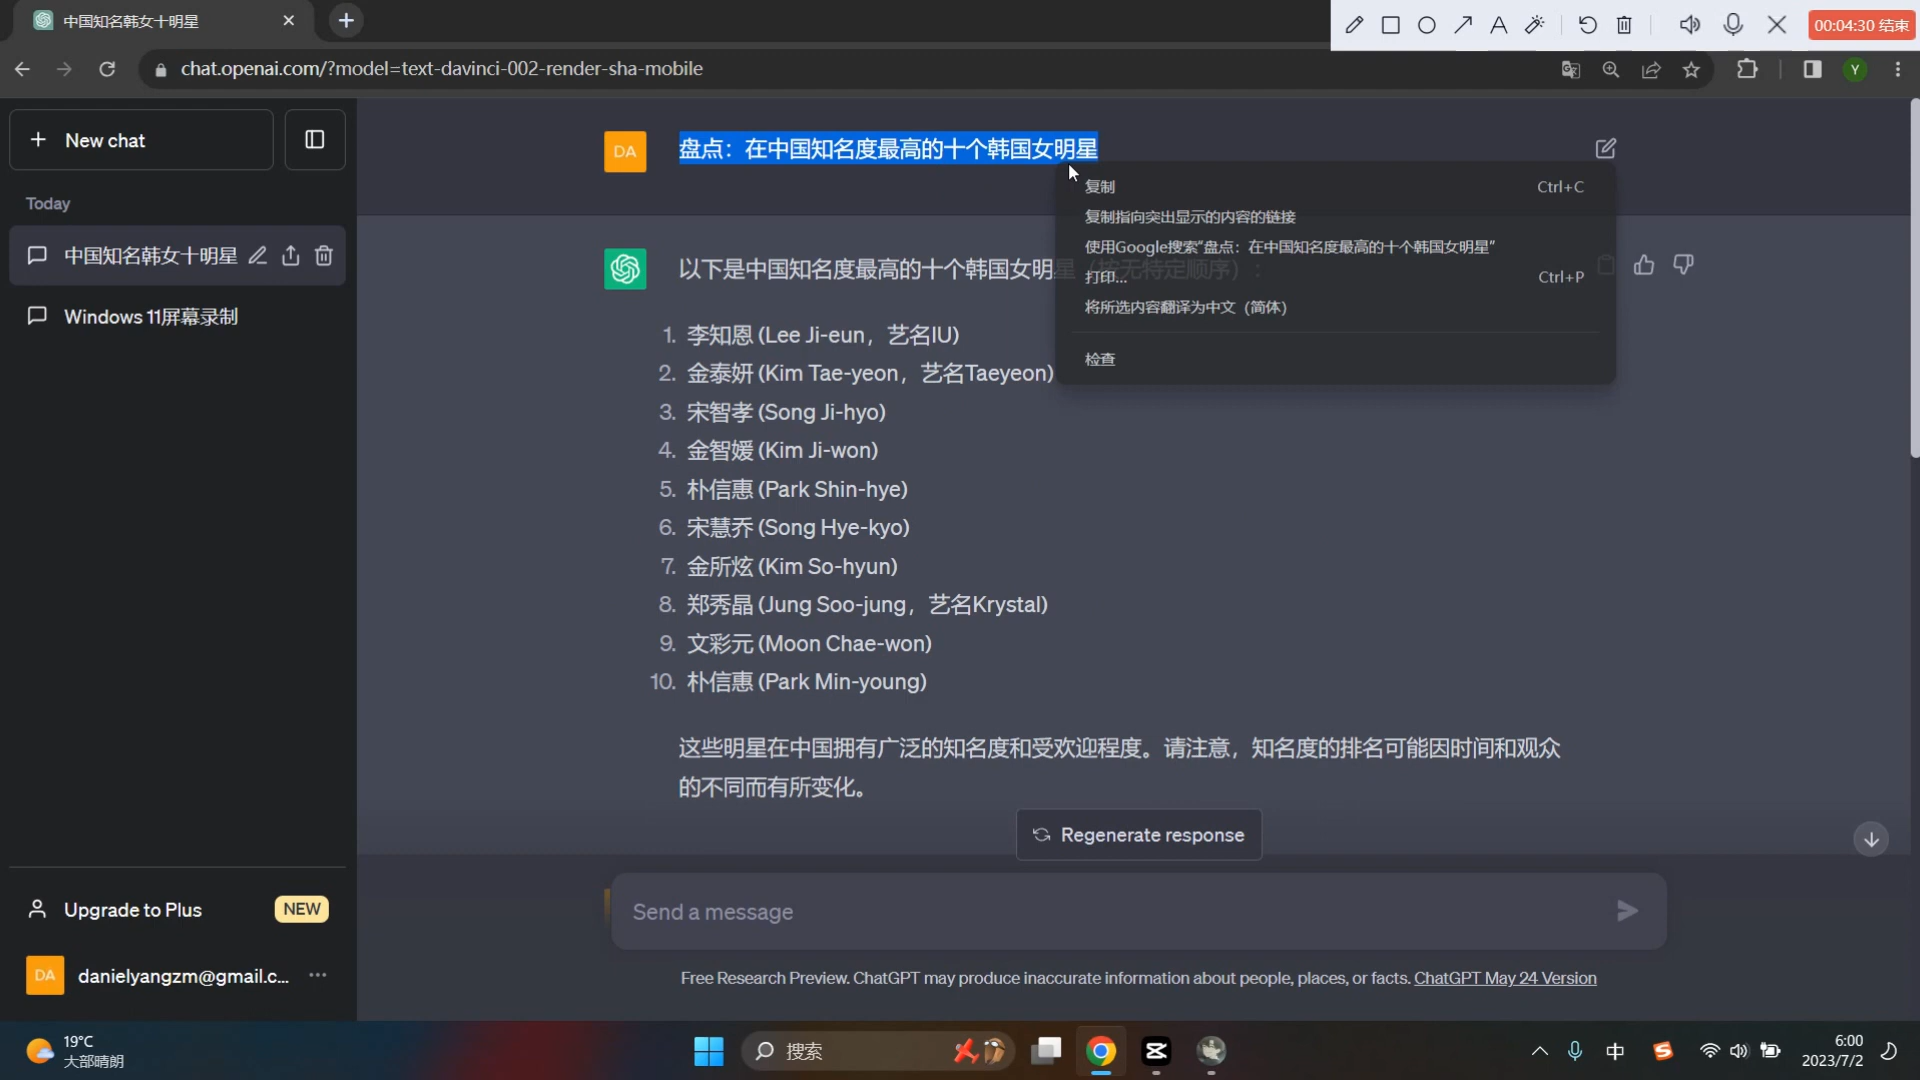 中国知名韩女十明星
00:04:30 结束
chat.openai.com/?model=text-davinci-002-render-sha-mobile
Y
New chat
Today
中国知名韩女十明星
Windows 11屏幕录制
DA
盘点：在中国知名度最高的十个韩国女明星
复制 Ctrl+C
复制指向突出显示的内容的链接
使用Google搜索“盘点：在中国知名度最高的十个韩国女明星”
打印... Ctrl+P
将所选内容翻译为中文（简体）
检查
以下是中国知名度最高的十个韩国女明星（按无特定顺序）：
1. 李知恩 (Lee Ji-eun，艺名IU)
2. 金泰妍 (Kim Tae-yeon，艺名Taeyeon)
3. 宋智孝 (Song Ji-hyo)
4. 金智媛 (Kim Ji-won)
5. 朴信惠 (Park Shin-hye)
6. 宋慧乔 (Song Hye-kyo)
7. 金所炫 (Kim So-hyun)
8. 郑秀晶 (Jung Soo-jung，艺名Krystal)
9. 文彩元 (Moon Chae-won)
10. 朴信惠 (Park Min-young)
这些明星在中国拥有广泛的知名度和受欢迎程度。请注意，知名度的排名可能因时间和观众
的不同而有所变化。
Regenerate response
Send a message
Free Research Preview. ChatGPT may produce inaccurate information about people, places, or facts. ChatGPT May 24 Version
Upgrade to Plus NEW
DA danielyangzm@gmail.c...
19°C
大部晴朗
搜索
中
6:00
2023/7/2